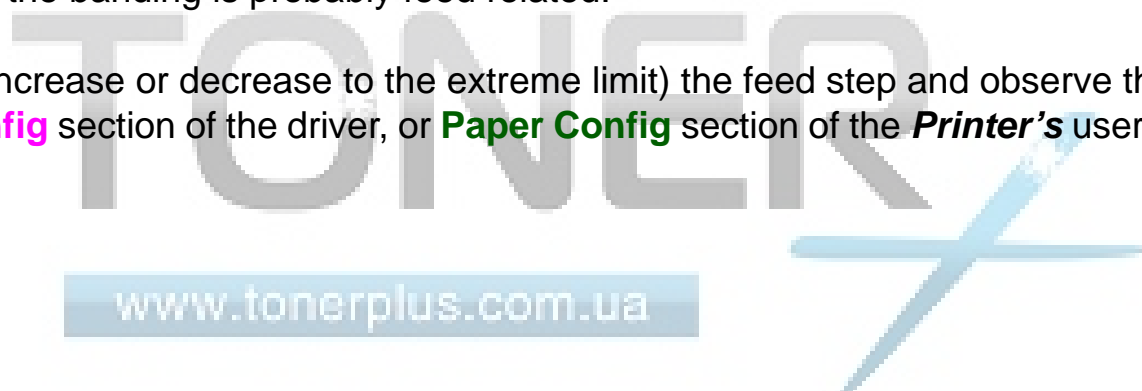 the banding is probably feed related.
ncrease or decrease to the extreme limit) the feed step and observe th
fig section of the driver, or Paper Config section of the Printer's user
TONER
www.tonerplus.com.ua